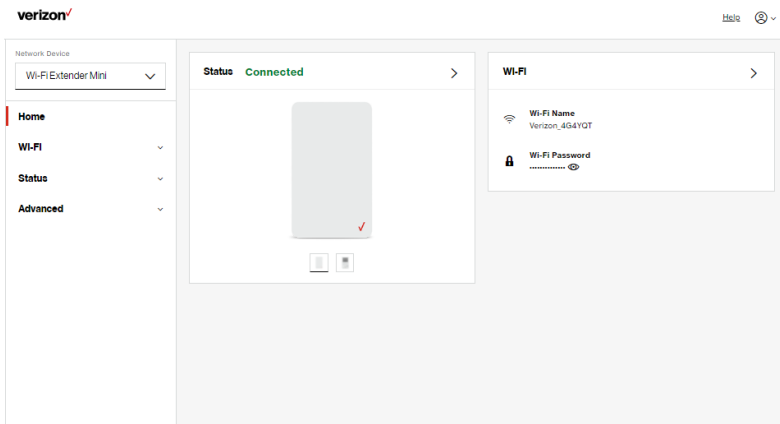 verizon
Help
Network Device
Wi-Fi Extender Mini
Home
Wi-Fi
Status
Advanced
Status Connected
Wi-Fi
Wi-Fi Name
Verizon_4G4YQT
Wi-Fi Password
••••••••••••••